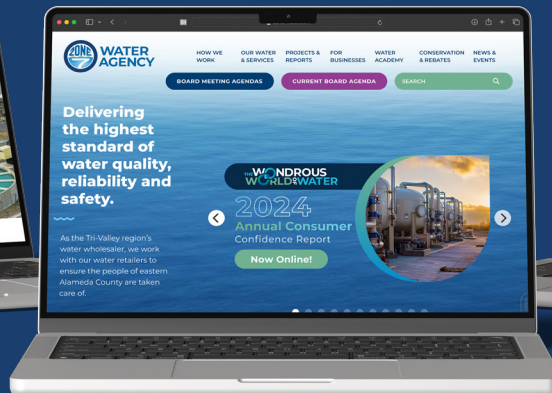 ZONE 7
WATER
AGENCY
HOW WE
WORK
OUR WATER
& SERVICES
PROJECTS &
REPORTS
FOR
BUSINESSES
WATER
ACADEMY
CONSERVATION
& REBATES
NEWS &
EVENTS
BOARD MEETING AGENDAS
CURRENT BOARD AGENDA
SEARCH
Delivering
the highest
standard of
water quality,
reliability and
safety.
As the Tri-Valley region's
water wholesaler, we work
with our water retailers to
ensure the people of eastern
Alameda County are taken
care of.
THE WONDROUS
WORLD OF WATER
2024
Annual Consumer
Confidence Report
Now Online!